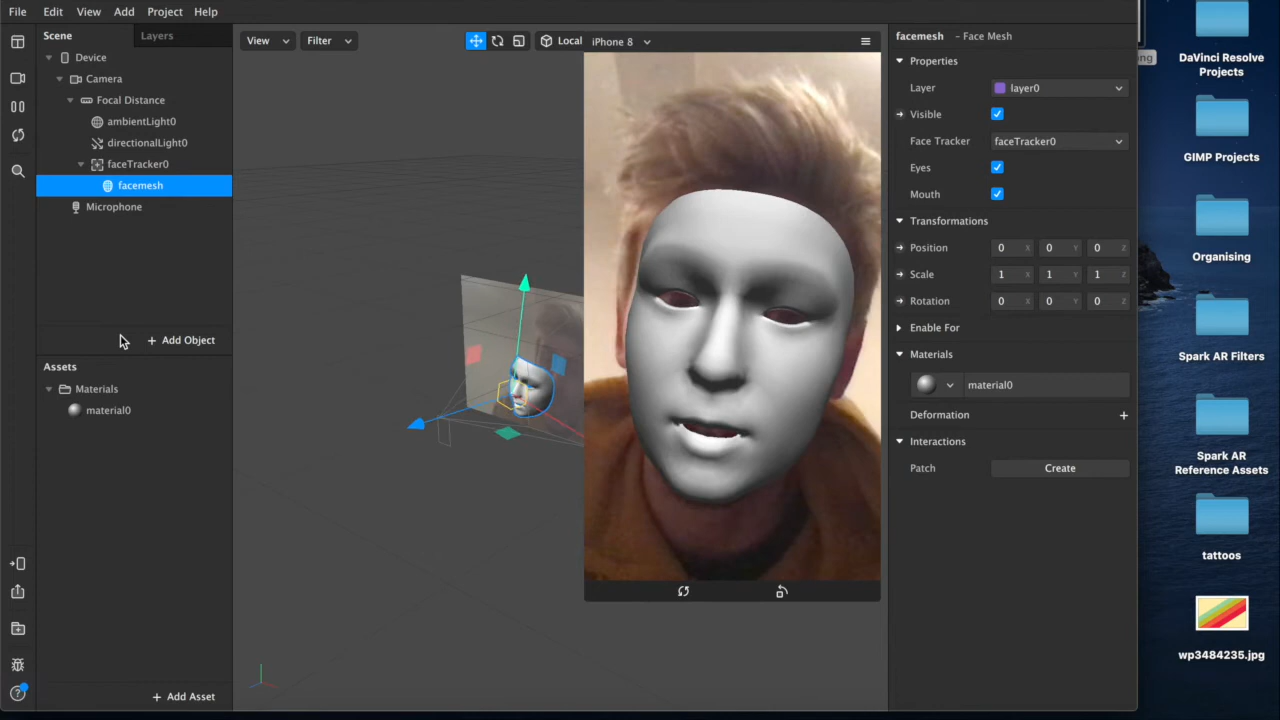 File Edit View Add Project Help
Scene Layers
Device
Camera
Focal Distance
ambientLight0
directionalLight0
faceTracker0
facemesh
Microphone
+ Add Object
Assets
Materials
material0
+ Add Asset
View Filter
Local iPhone 8
facemesh - Face Mesh
Properties
Layer layer0
Visible
Face Tracker faceTracker0
Eyes
Mouth
Transformations
Position 0 X 0 Y 0 Z
Scale 1 X 1 Y 1 Z
Rotation 0 X 0 Y 0 Z
Enable For
Materials
material0
Deformation +
Interactions
Patch Create
ng
DaVinci Resolve
Projects
GIMP Projects
Organising
Spark AR Filters
Spark AR
Reference Assets
tattoos
wp3484235.jpg